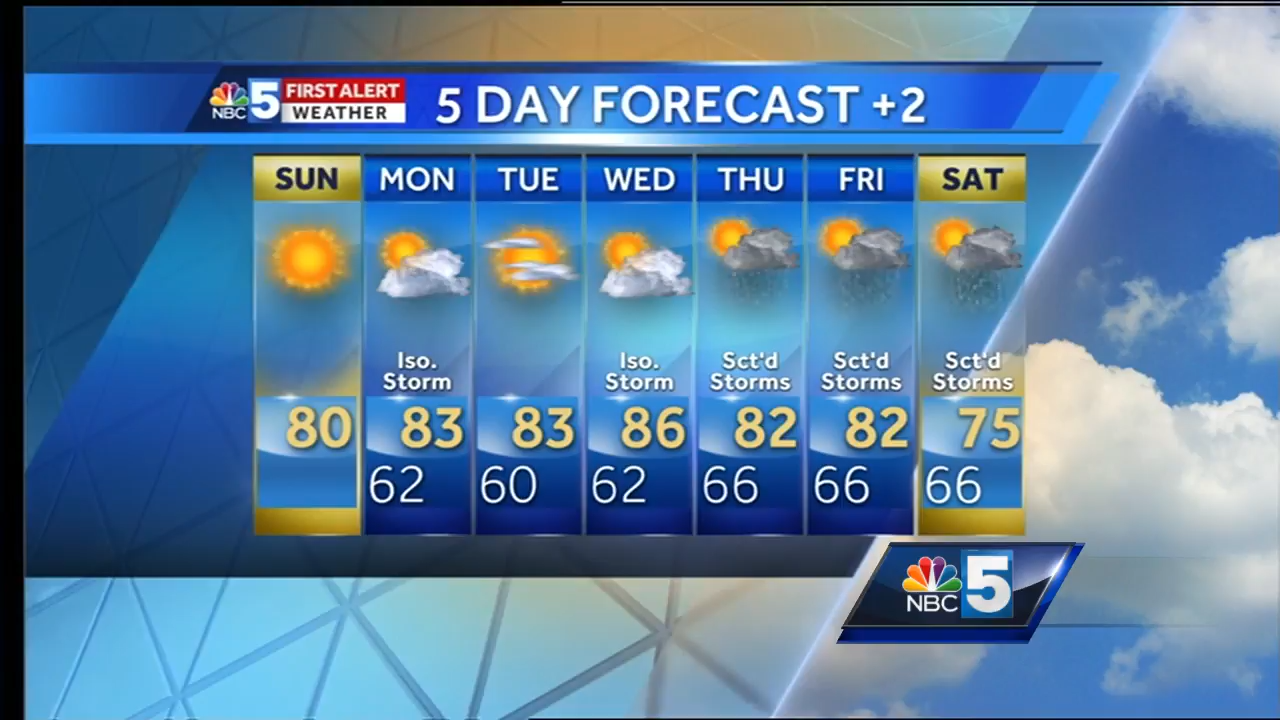 NBC 5 FIRST ALERT WEATHER
5 DAY FORECAST +2
SUN MON TUE WED THU FRI SAT
Iso. Iso. Sct'd Sct'd Sct'd
Storm Storm Storms Storms Storms
80 83 83 86 82 82 75
62 60 62 66 66 66
NBC 5